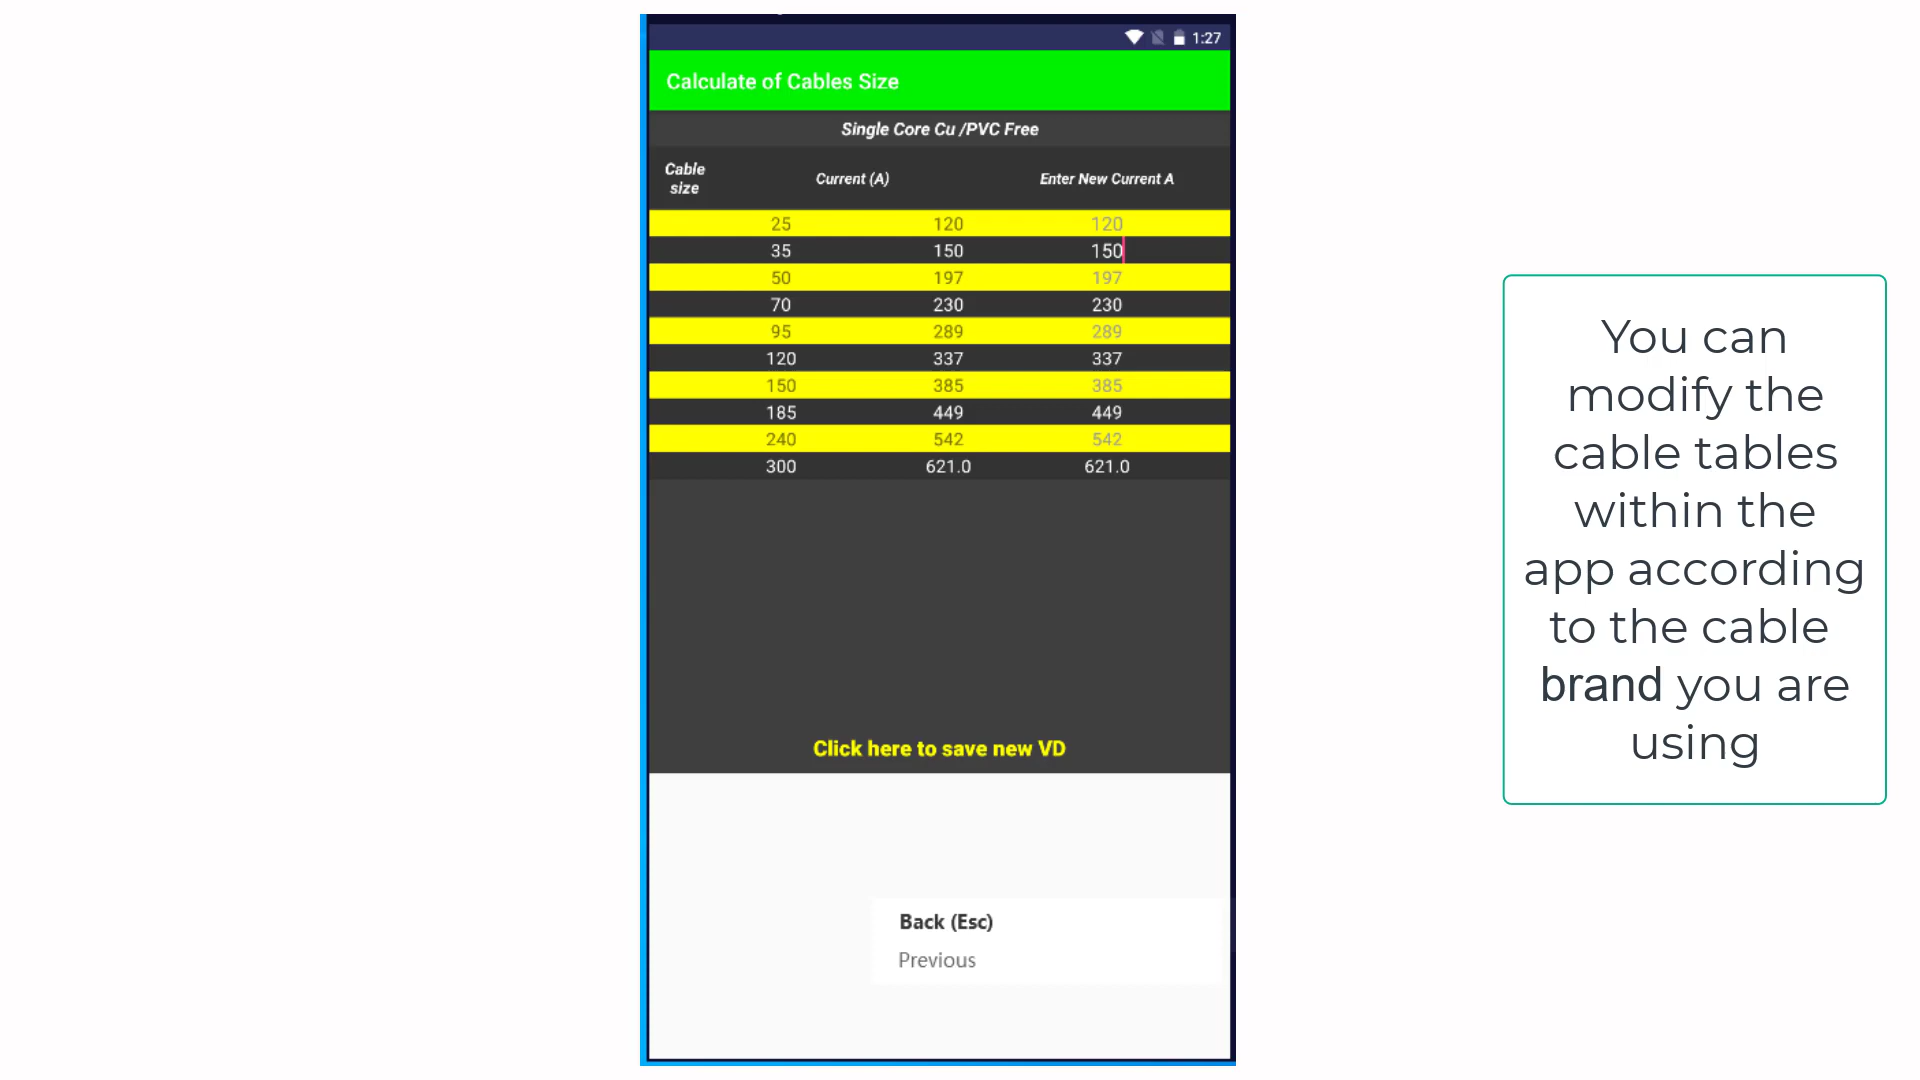 1:27
Calculate of Cables Size
Single Core Cu /PVC Free
Cable size Current (A) Enter New Current A
25 120 120
35 150 150
50 197 197
70 230 230
95 289 289
120 337 337
150 385 385
185 449 449
240 542 542
300 621.0 621.0
Click here to save new VD
Back (Esc)
Previous
You can
modify the
cable tables
within the
app according
to the cable
brand you are
using